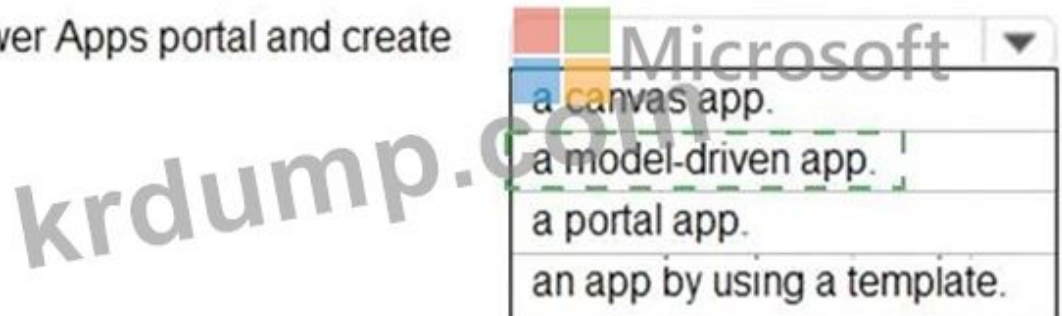 wer Apps portal and create
Microsoft
a canvas app.
a model-driven app.
a portal app.
an app by using a template.
krdump.com